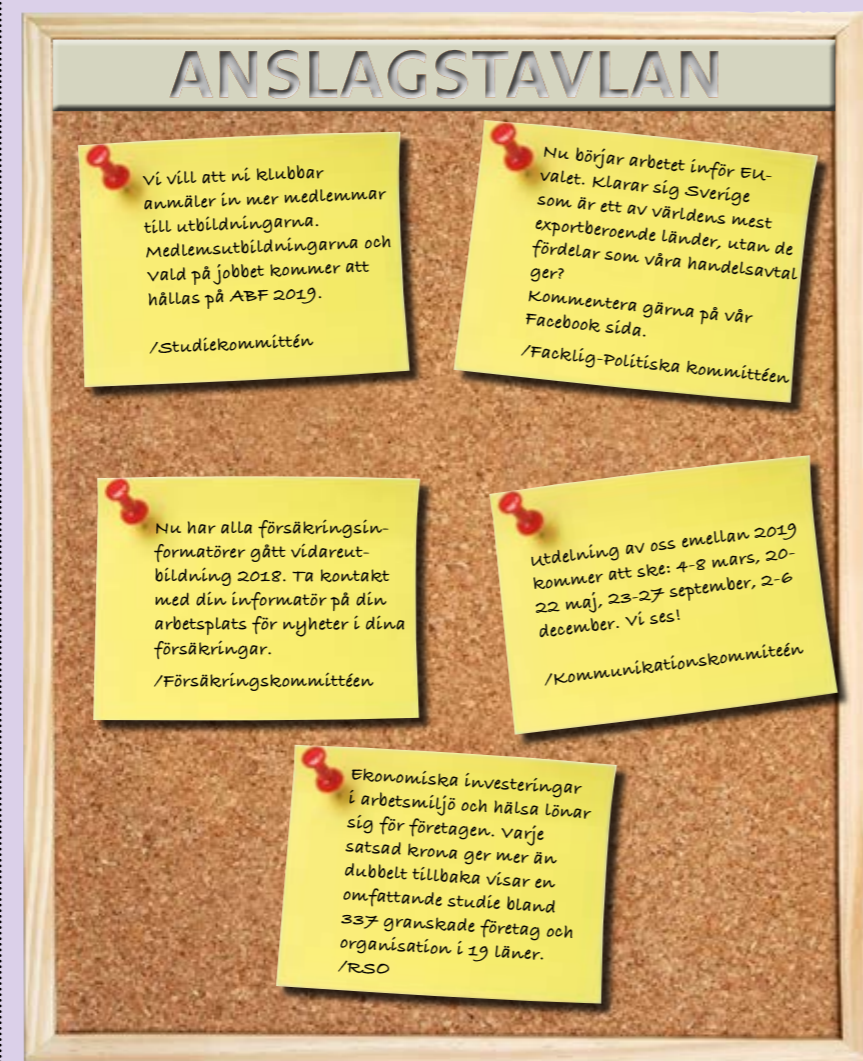 ANSLAGSTAVLAN
Vi vill att ni klubbar
anmäler in mer medlemmar
till utbildningarna.
Medlemsutbildningarna och
Vald på jobbet kommer att
hållas på ABF 2019.
/Studiekommittén
Nu börjar arbetet inför EU-
valet. Klarar sig Sverige
som är ett av världens mest
exportberoende länder, utan de
fördelar som våra handelsavtal
ger?
Kommentera gärna på vår
Facebook sida.
/Facklig-Politiska kommittéen
Nu har alla försäkringsin-
formatörer gått vidareut-
bildning 2018. Ta kontakt
med din informatör på din
arbetsplats för nyheter i dina
försäkringar.
/Försäkringskommittéen
Utdelning av oss emellan 2019
kommer att ske: 4-8 mars, 20-
22 maj, 23-27 september, 2-6
december. Vi ses!
/Kommunikationskommiteén
Ekonomiska investeringar
i arbetsmiljö och hälsa lönar
sig för företagen. Varje
satsad krona ger mer än
dubbelt tillbaka visar en
omfattande studie bland
337 granskade företag och
organisation i 19 läner.
/RSO